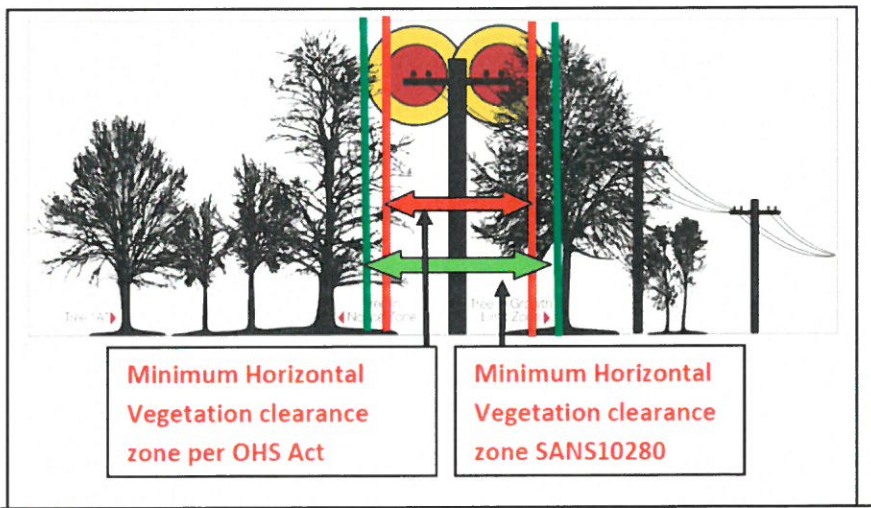 Minimum Horizontal
Vegetation clearance
zone per OHS Act
Minimum Horizontal
Vegetation clearance
zone SANS10280